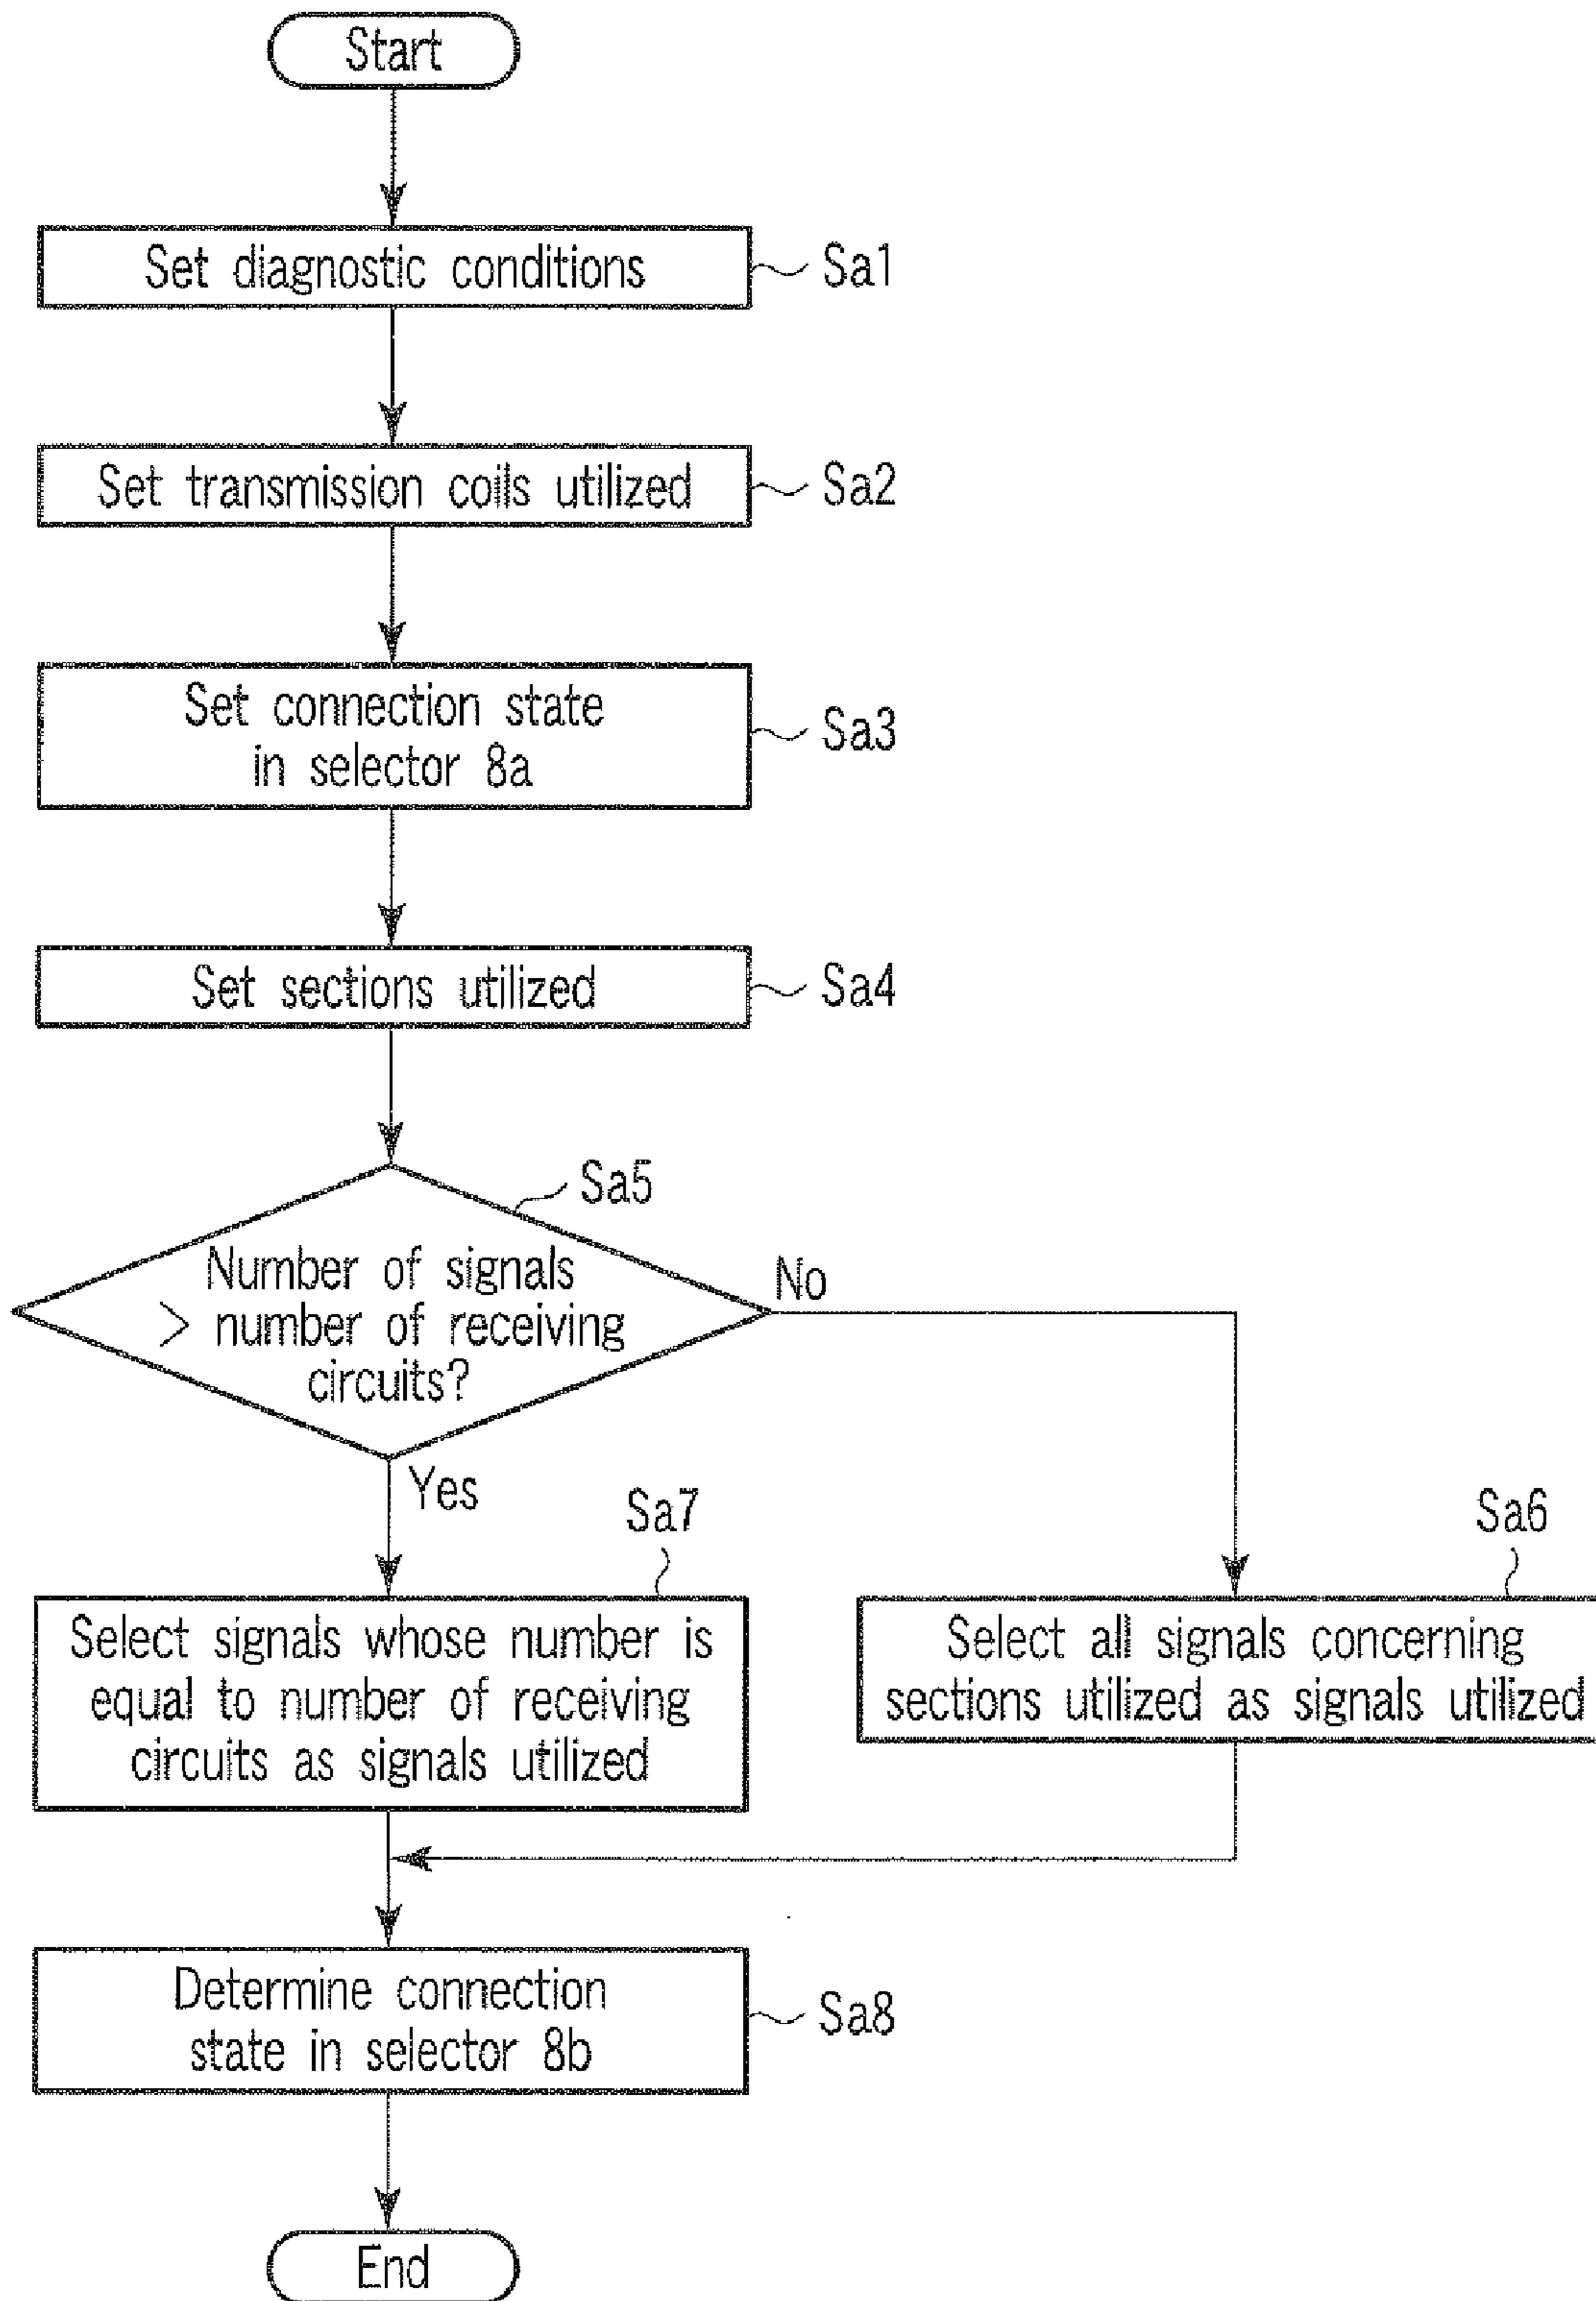 Start
Set diagnostic conditions
Sa1
Set transmission coils utilized
Sa2
Set connection state
in selector 8a
Sa3
Set sections utilized
Sa4
Sa5
Number of signals
> number of receiving
circuits?
No
Yes
Sa7
Select signals whose number is
equal to number of receiving
circuits as signals utilized
Sa6
Select all signals concerning
sections utilized as signals utilized
Determine connection
state in selector 8b
Sa8
End